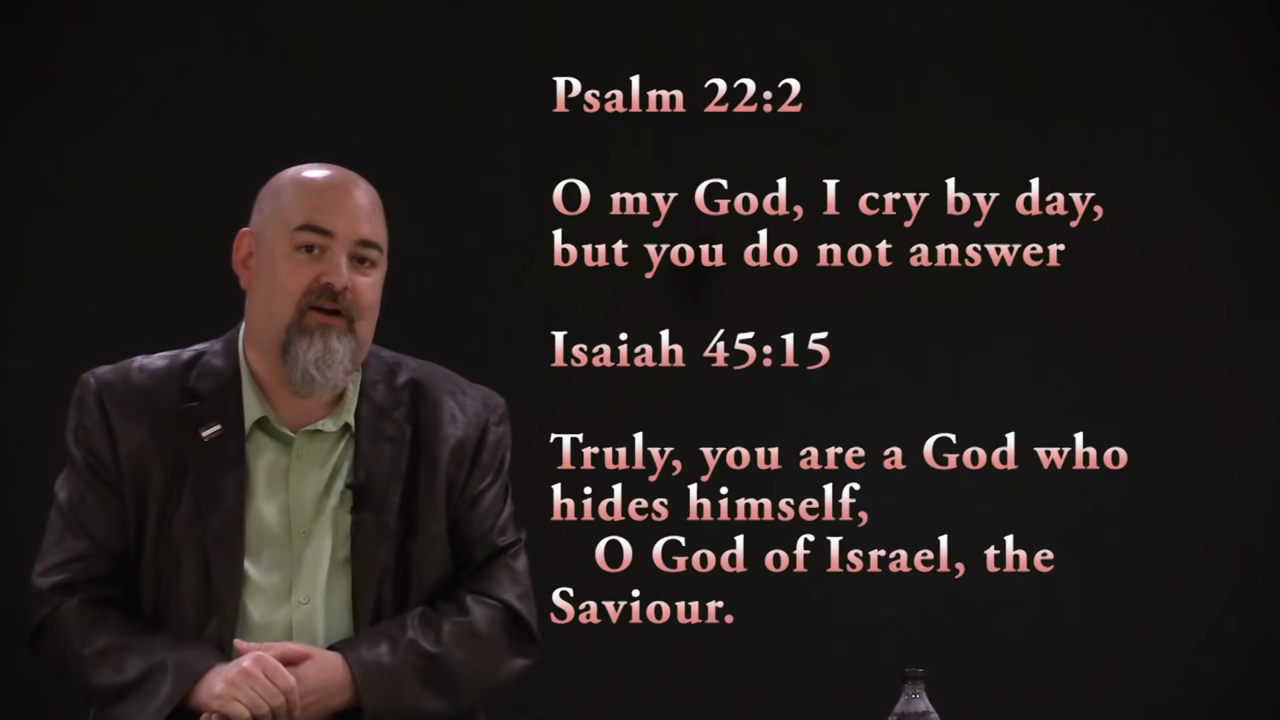 Psalm 22:2
O my God, I cry by day,
but you do not answer
Isaiah 45:15
Truly, you are a God who
hides himself,
O God of Israel, the
Saviour.